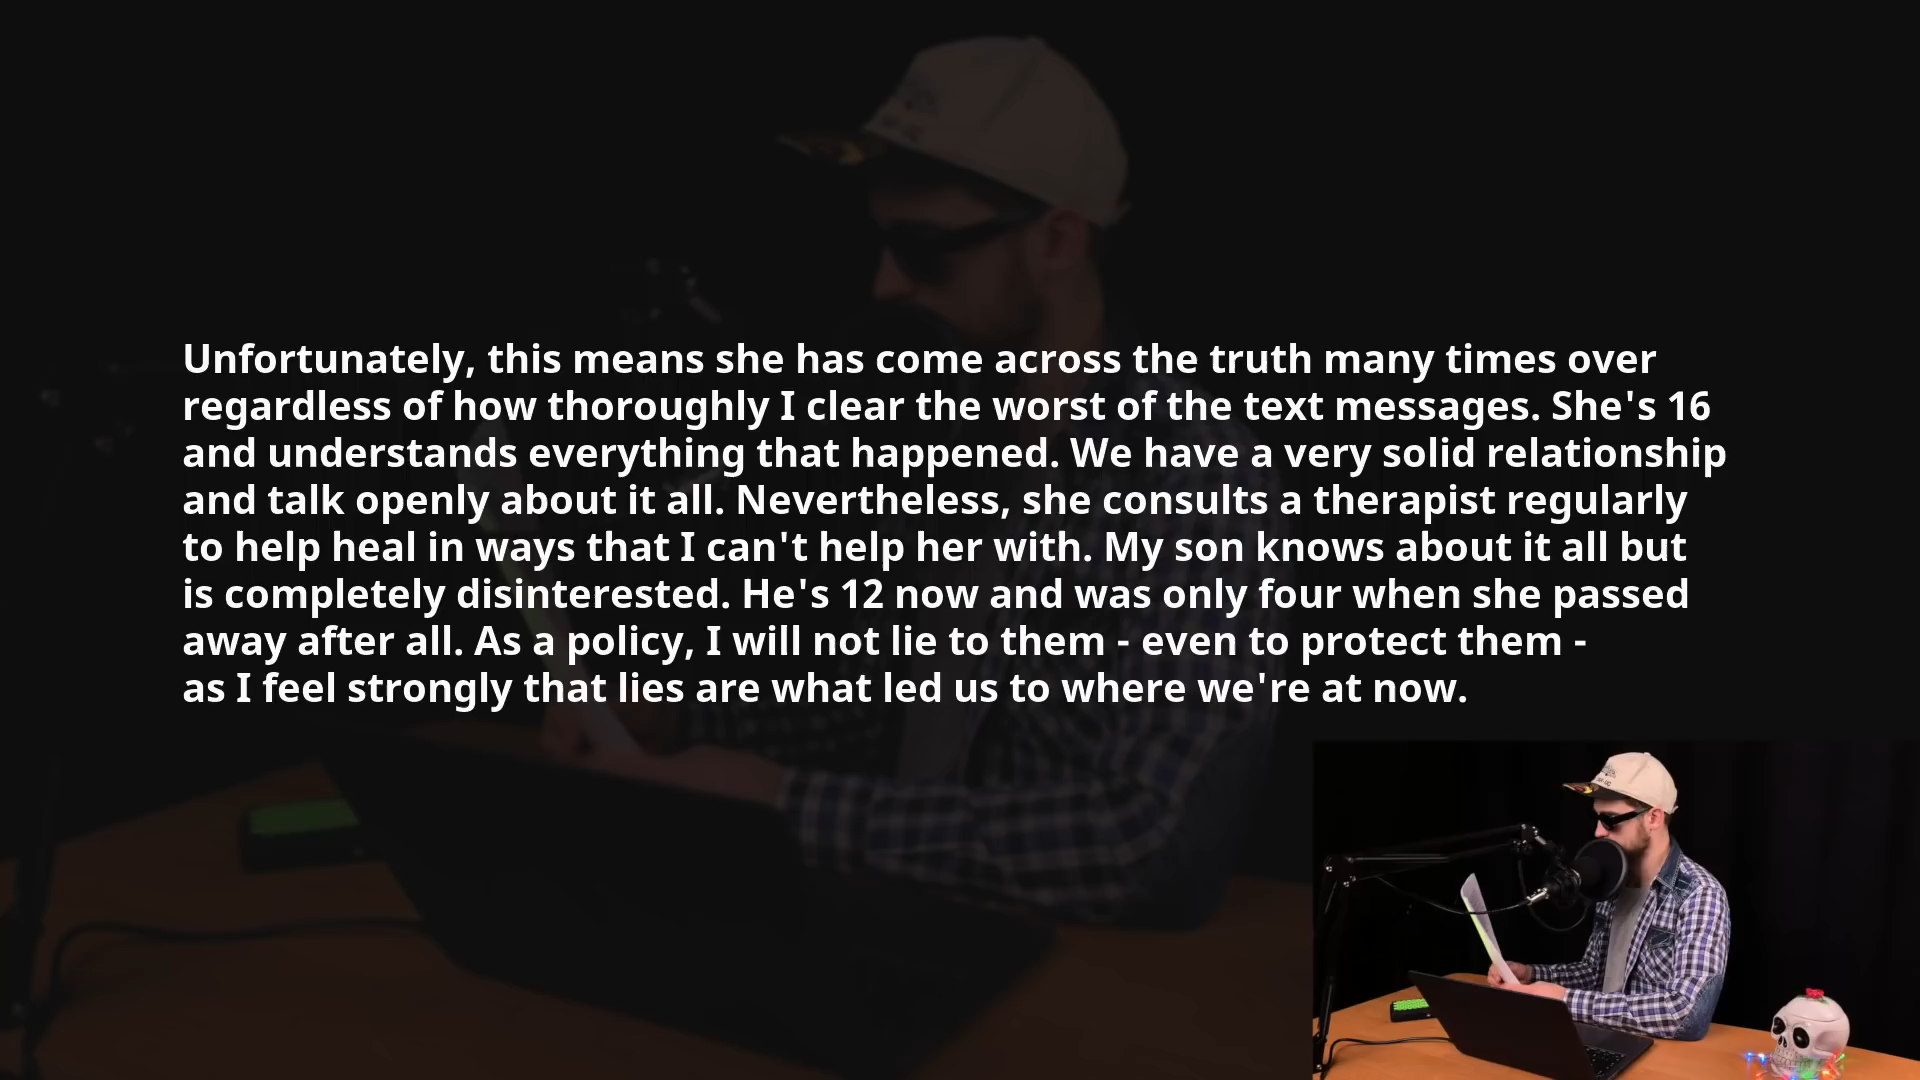 Unfortunately, this means she has come across the truth many times over
regardless of how thoroughly I clear the worst of the text messages. She's 16
and understands everything that happened. We have a very solid relationship
and talk openly about it all. Nevertheless, she consults a therapist regularly
to help heal in ways that I can't help her with. My son knows about it all but
is completely disinterested. He's 12 now and was only four when she passed
away after all. As a policy, I will not lie to them - even to protect them -
as I feel strongly that lies are what led us to where we're at now.